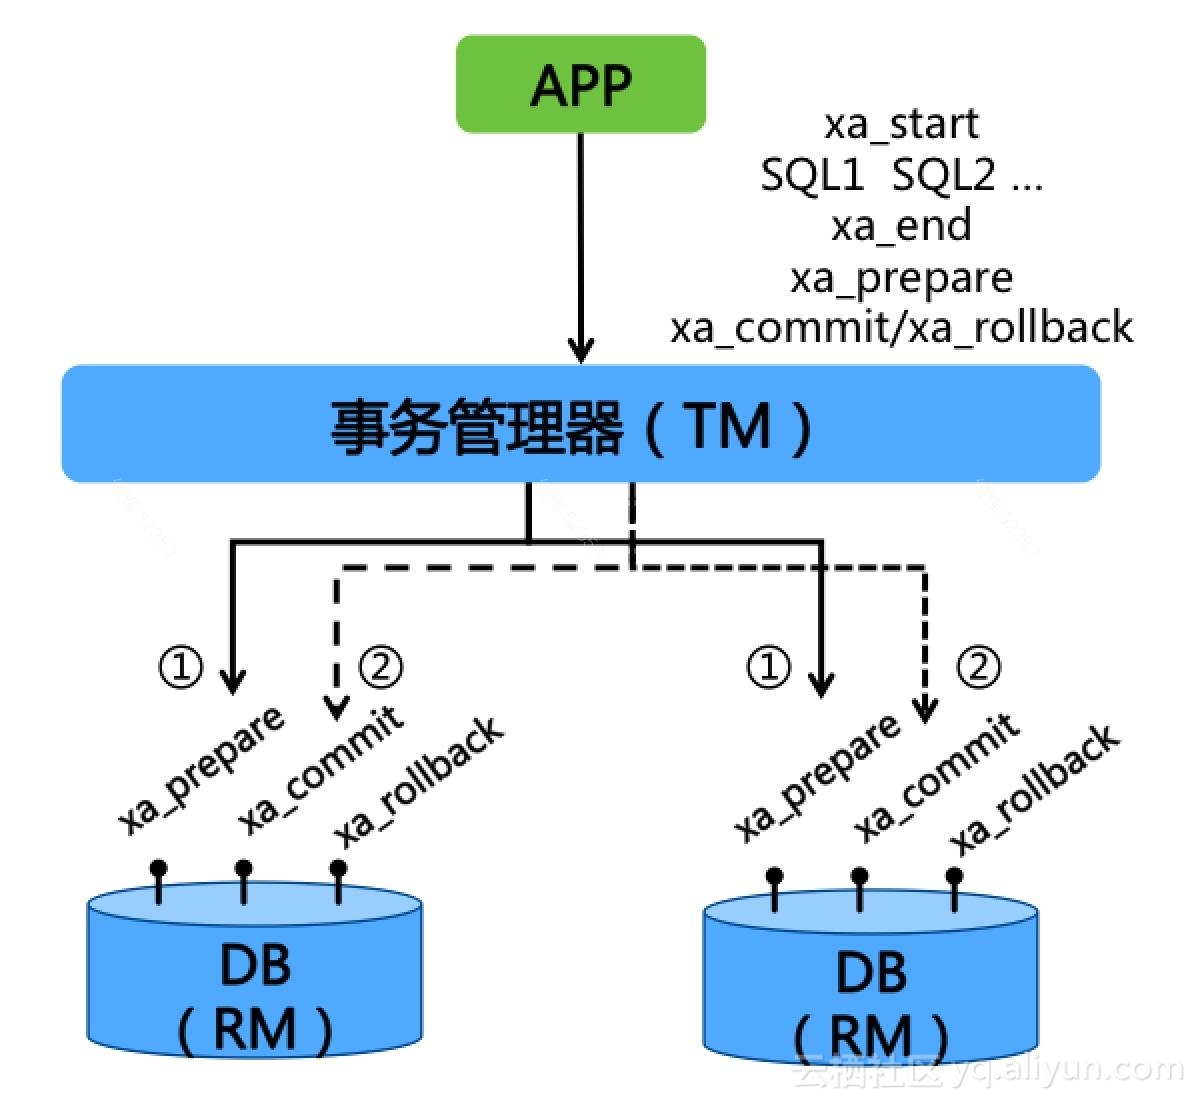 APP
xa_start
SQL1 SQL2 ...
xa_end
xa_prepare
xa_commit/xa_rollback
事务管理器（TM）
① ② ① ②
xa_prepare xa_commit xa_rollback
xa_prepare xa_commit xa_rollback
DB
（RM）
DB
（RM）
云栖社区 yq.aliyun.com